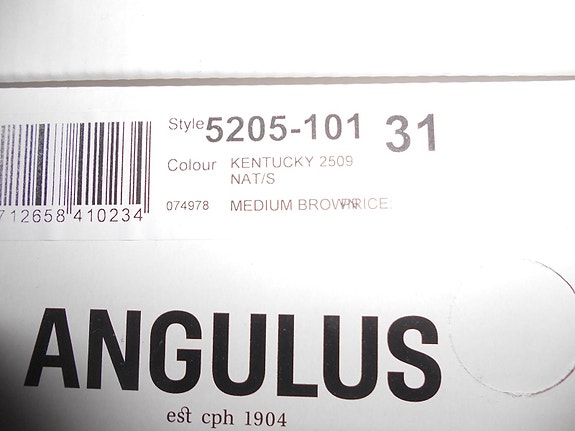 Style 5205-101 31
Colour KENTUCKY 2509
NAT/S
074978 MEDIUM BROWN PRICE:
712658 410234
ANGULUS
est cph 1904